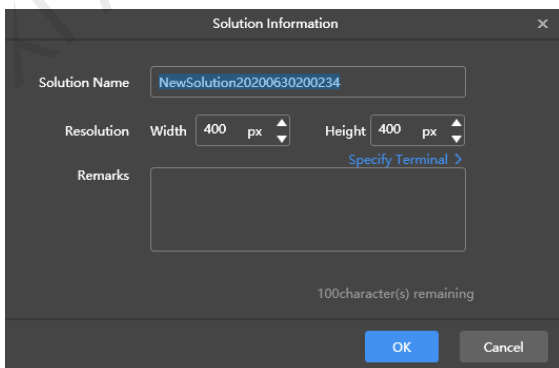 Solution Information
Solution Name NewSolution20200630200234
Resolution Width 400 px Height 400 px
Specify Terminal >
Remarks
100character(s) remaining
OK Cancel